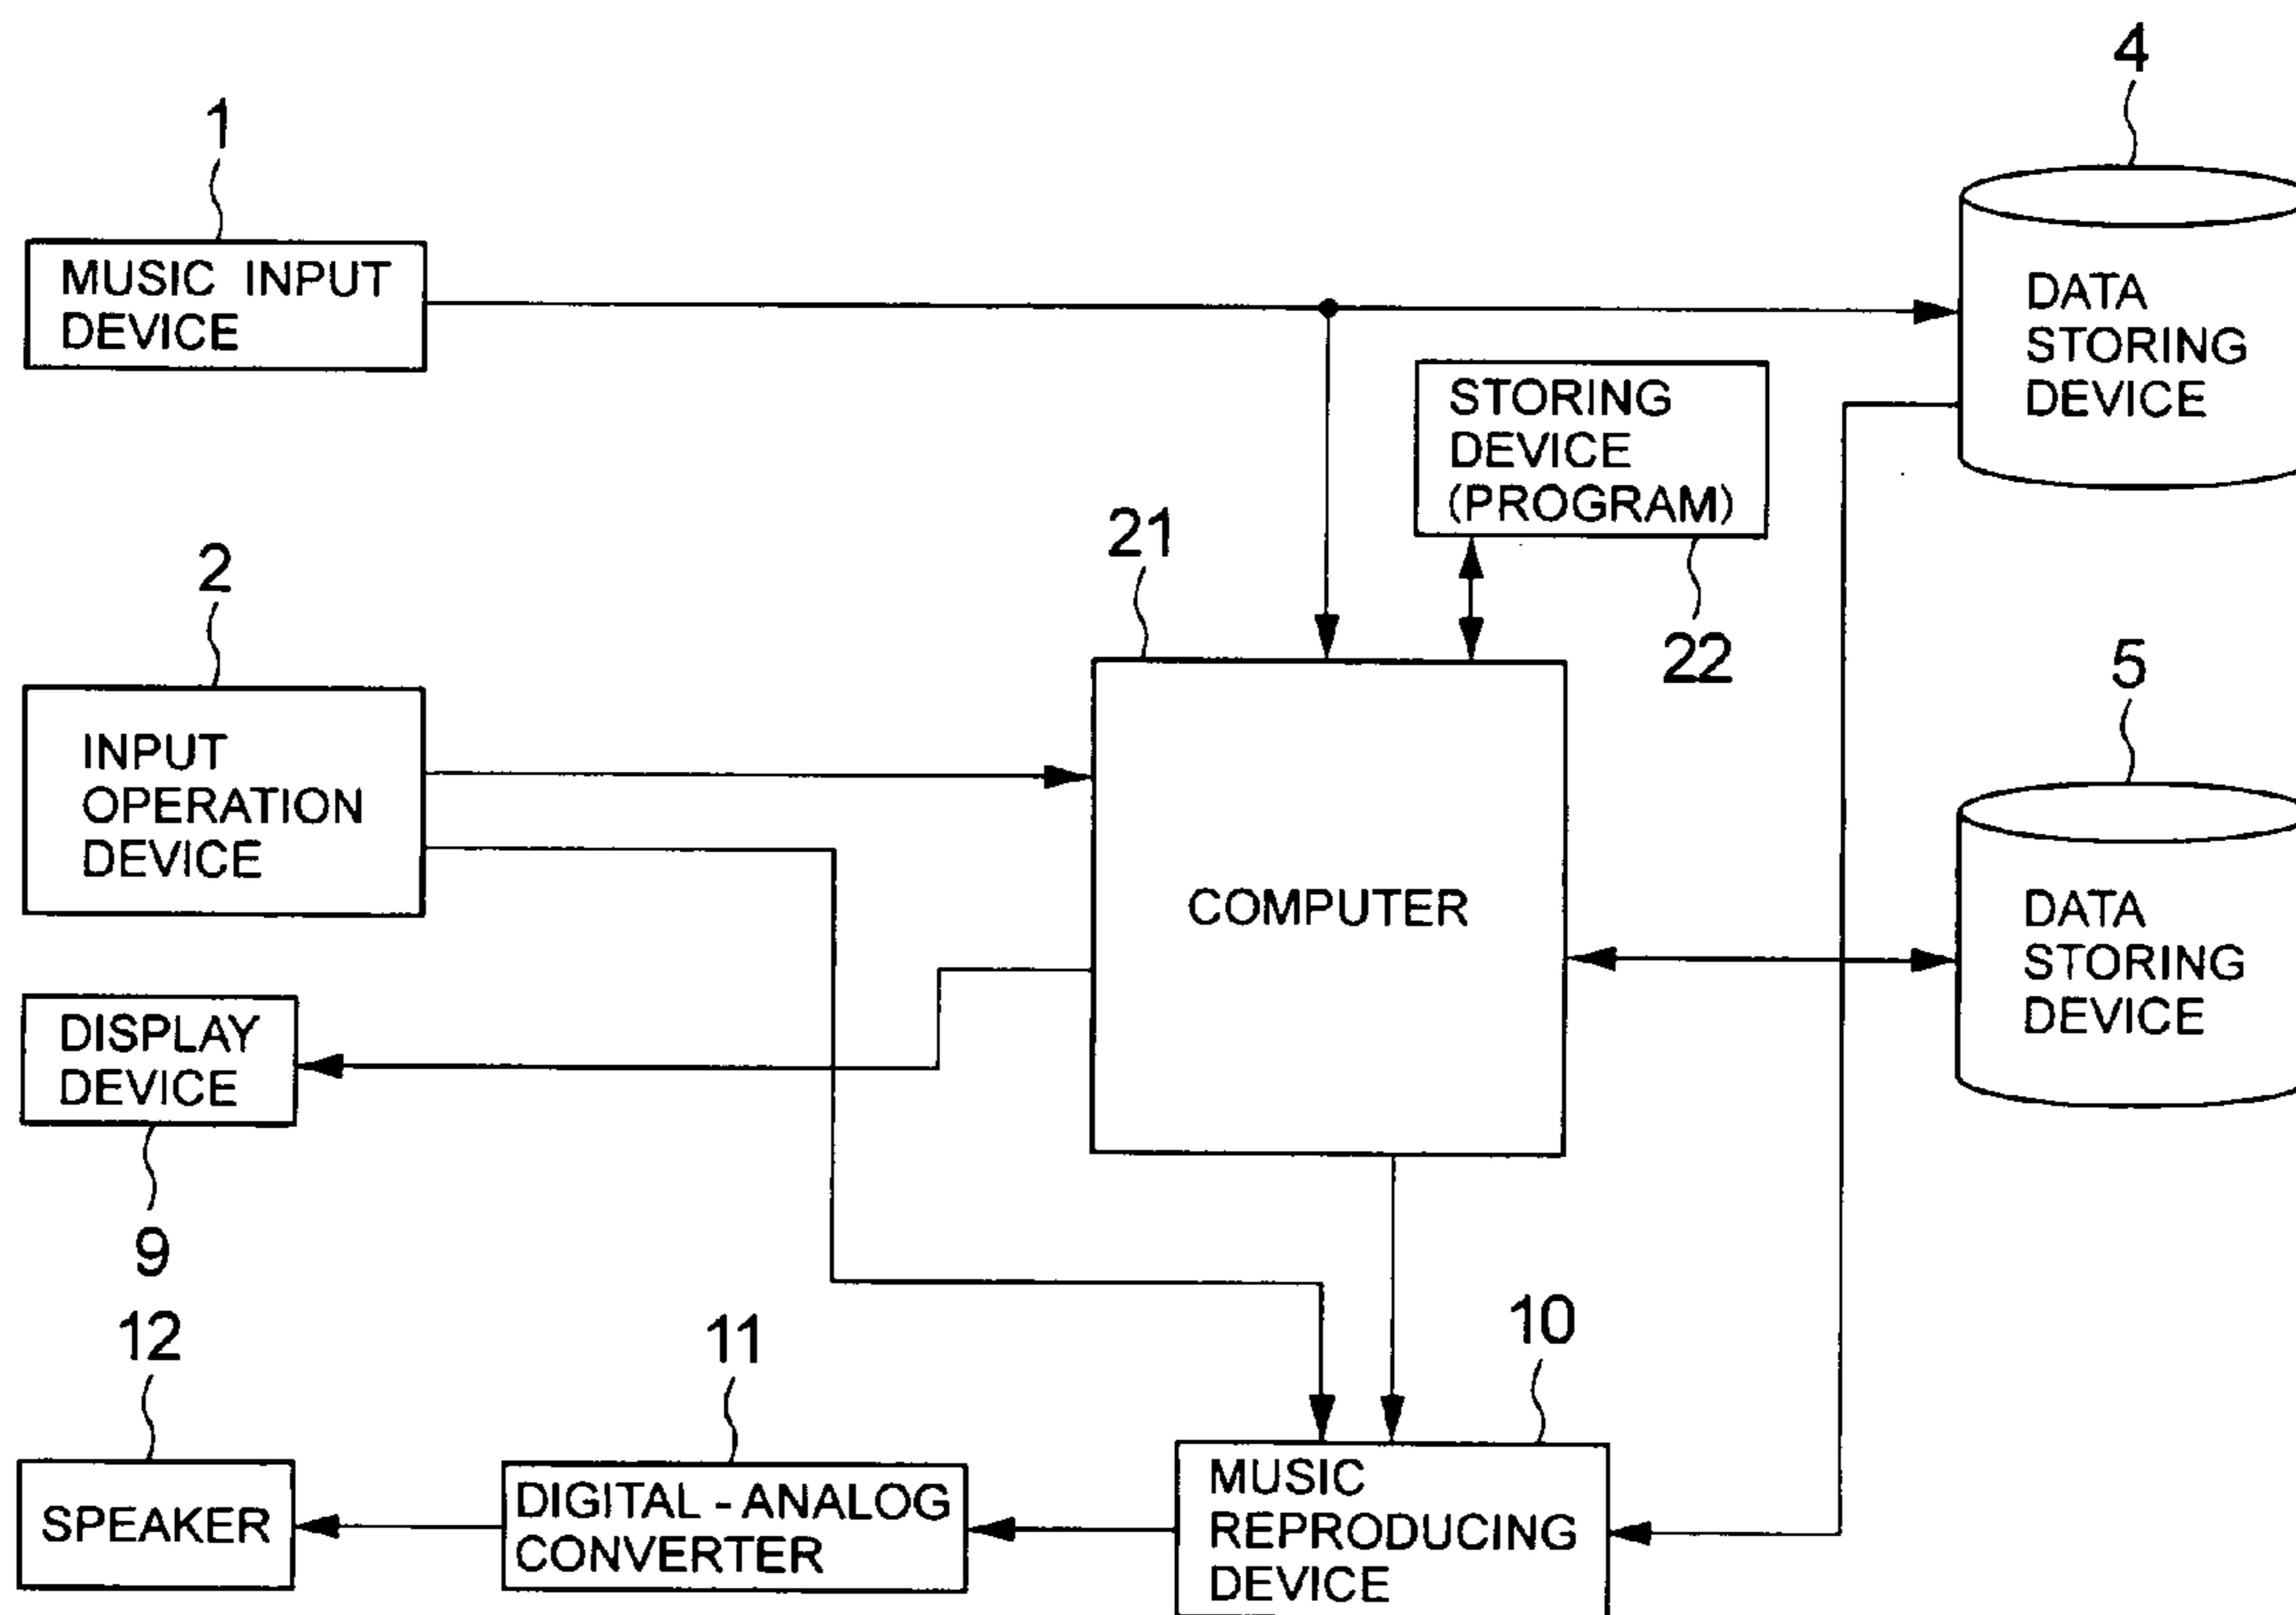 4
1
MUSIC INPUT
DEVICE
DATA
STORING
DEVICE
STORING
DEVICE
(PROGRAM)
21
22
2
5
INPUT
OPERATION
DEVICE
COMPUTER
DATA
STORING
DEVICE
DISPLAY
DEVICE
9
12
11
10
SPEAKER
DIGITAL - ANALOG
CONVERTER
MUSIC
REPRODUCING
DEVICE